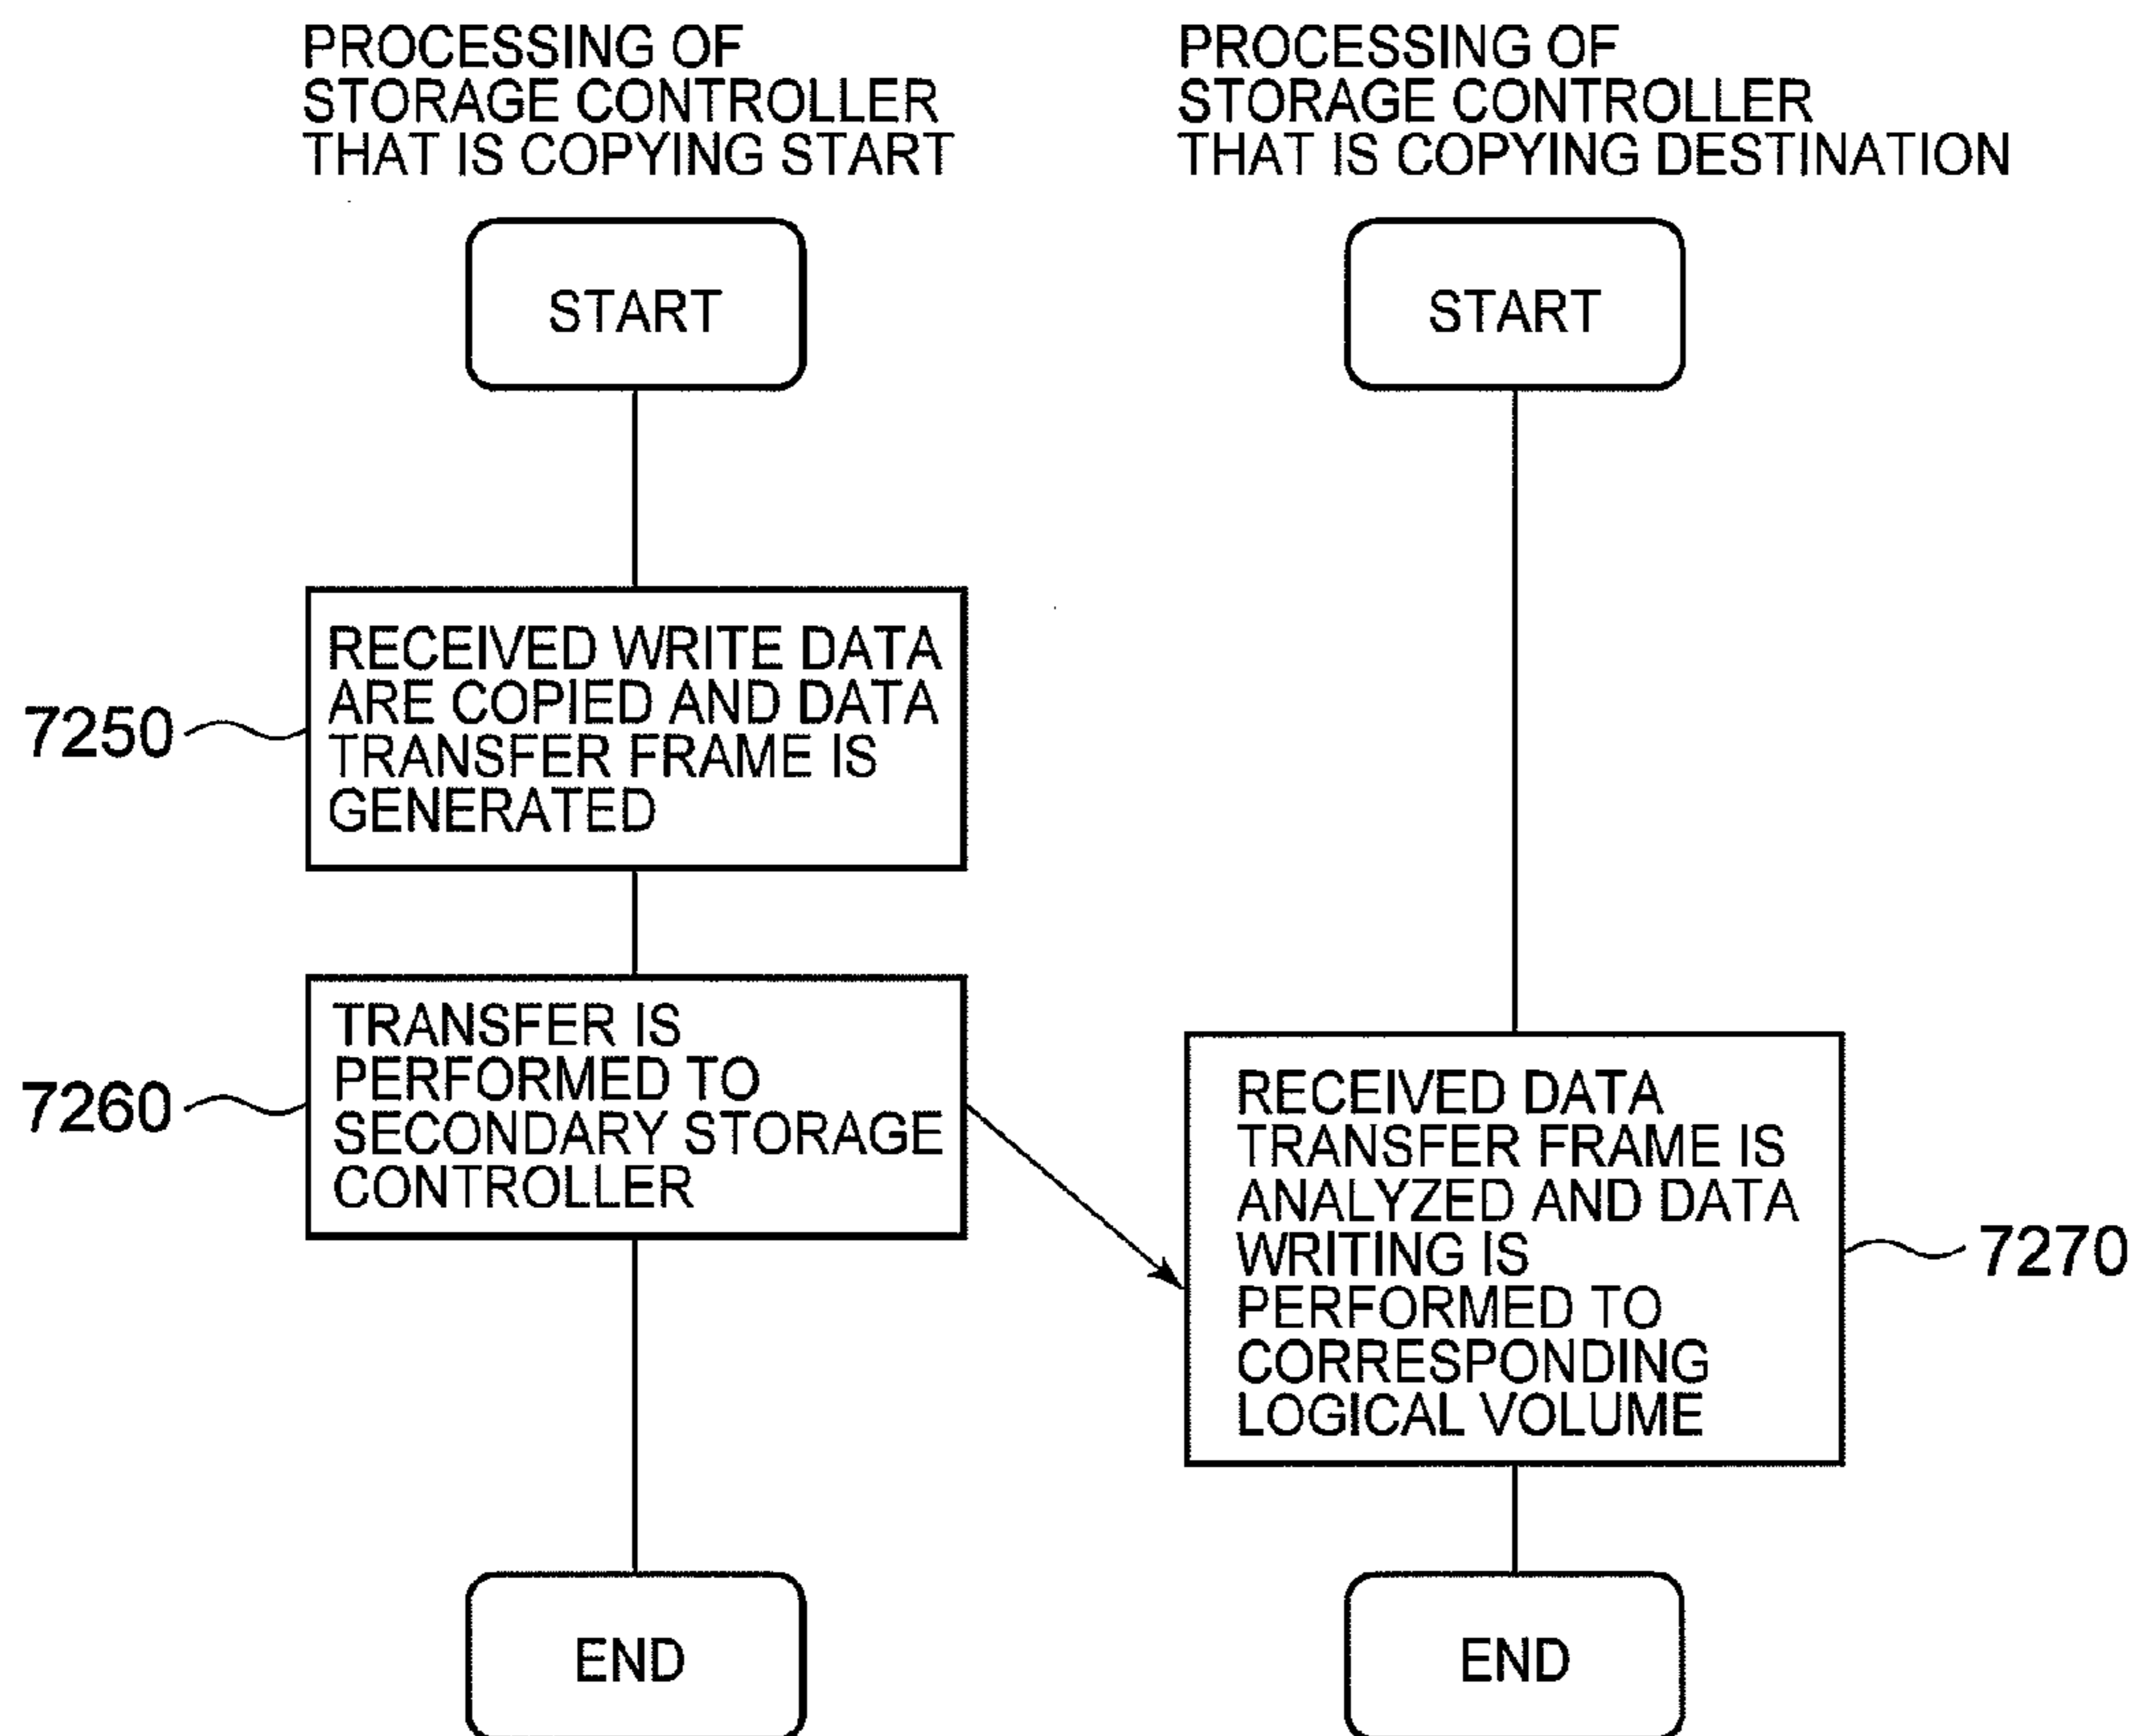 PROCESSING OF
STORAGE CONTROLLER
THAT IS COPYING START
START
7250
RECEIVED WRITE DATA
ARE COPIED AND DATA
TRANSFER FRAME IS
GENERATED
7260
TRANSFER IS
PERFORMED TO
SECONDARY STORAGE
CONTROLLER
END
PROCESSING OF
STORAGE CONTROLLER
THAT IS COPYING DESTINATION
START
RECEIVED DATA
TRANSFER FRAME IS
ANALYZED AND DATA
WRITING IS
PERFORMED TO
CORRESPONDING
LOGICAL VOLUME
7270
END